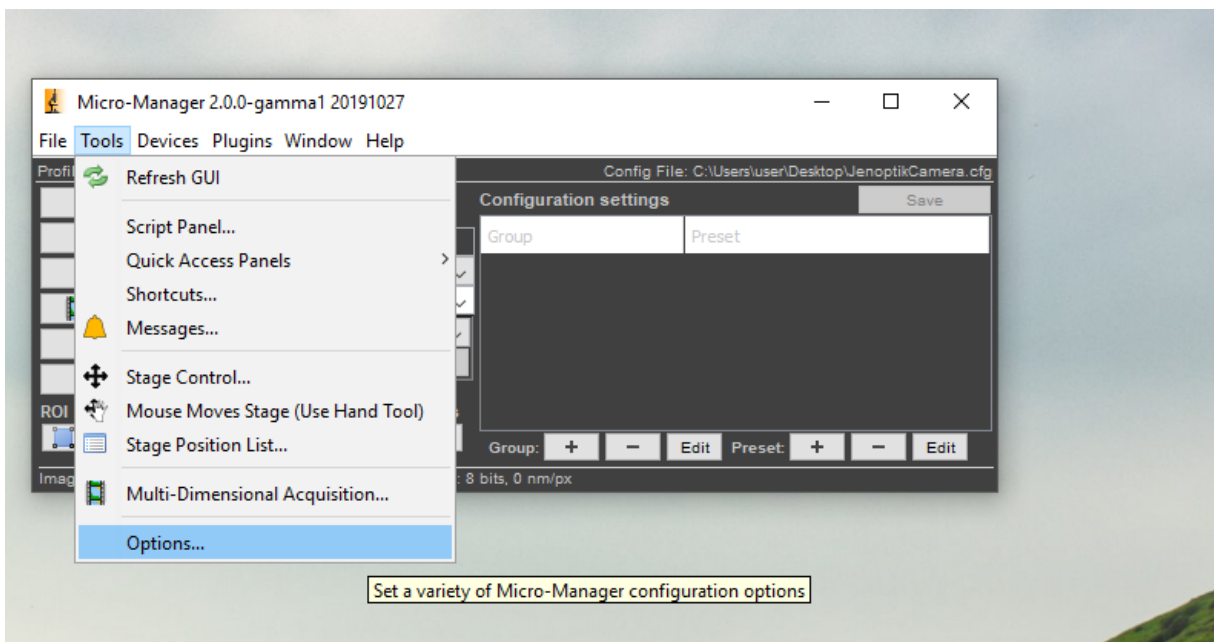 Micro-Manager 2.0.0-gamma1 20191027
File Tools Devices Plugins Window Help
Config File: C:\Users\user\Desktop\JenoptikCamera.cfg
Refresh GUI
Configuration settings Save
Group Preset
Script Panel...
Quick Access Panels
Shortcuts...
Messages...
Stage Control...
ROI Mouse Moves Stage (Use Hand Tool)
Stage Position List...
Group: + − Edit Preset: + − Edit
8 bits, 0 nm/px
Multi-Dimensional Acquisition...
Options...
Set a variety of Micro-Manager configuration options